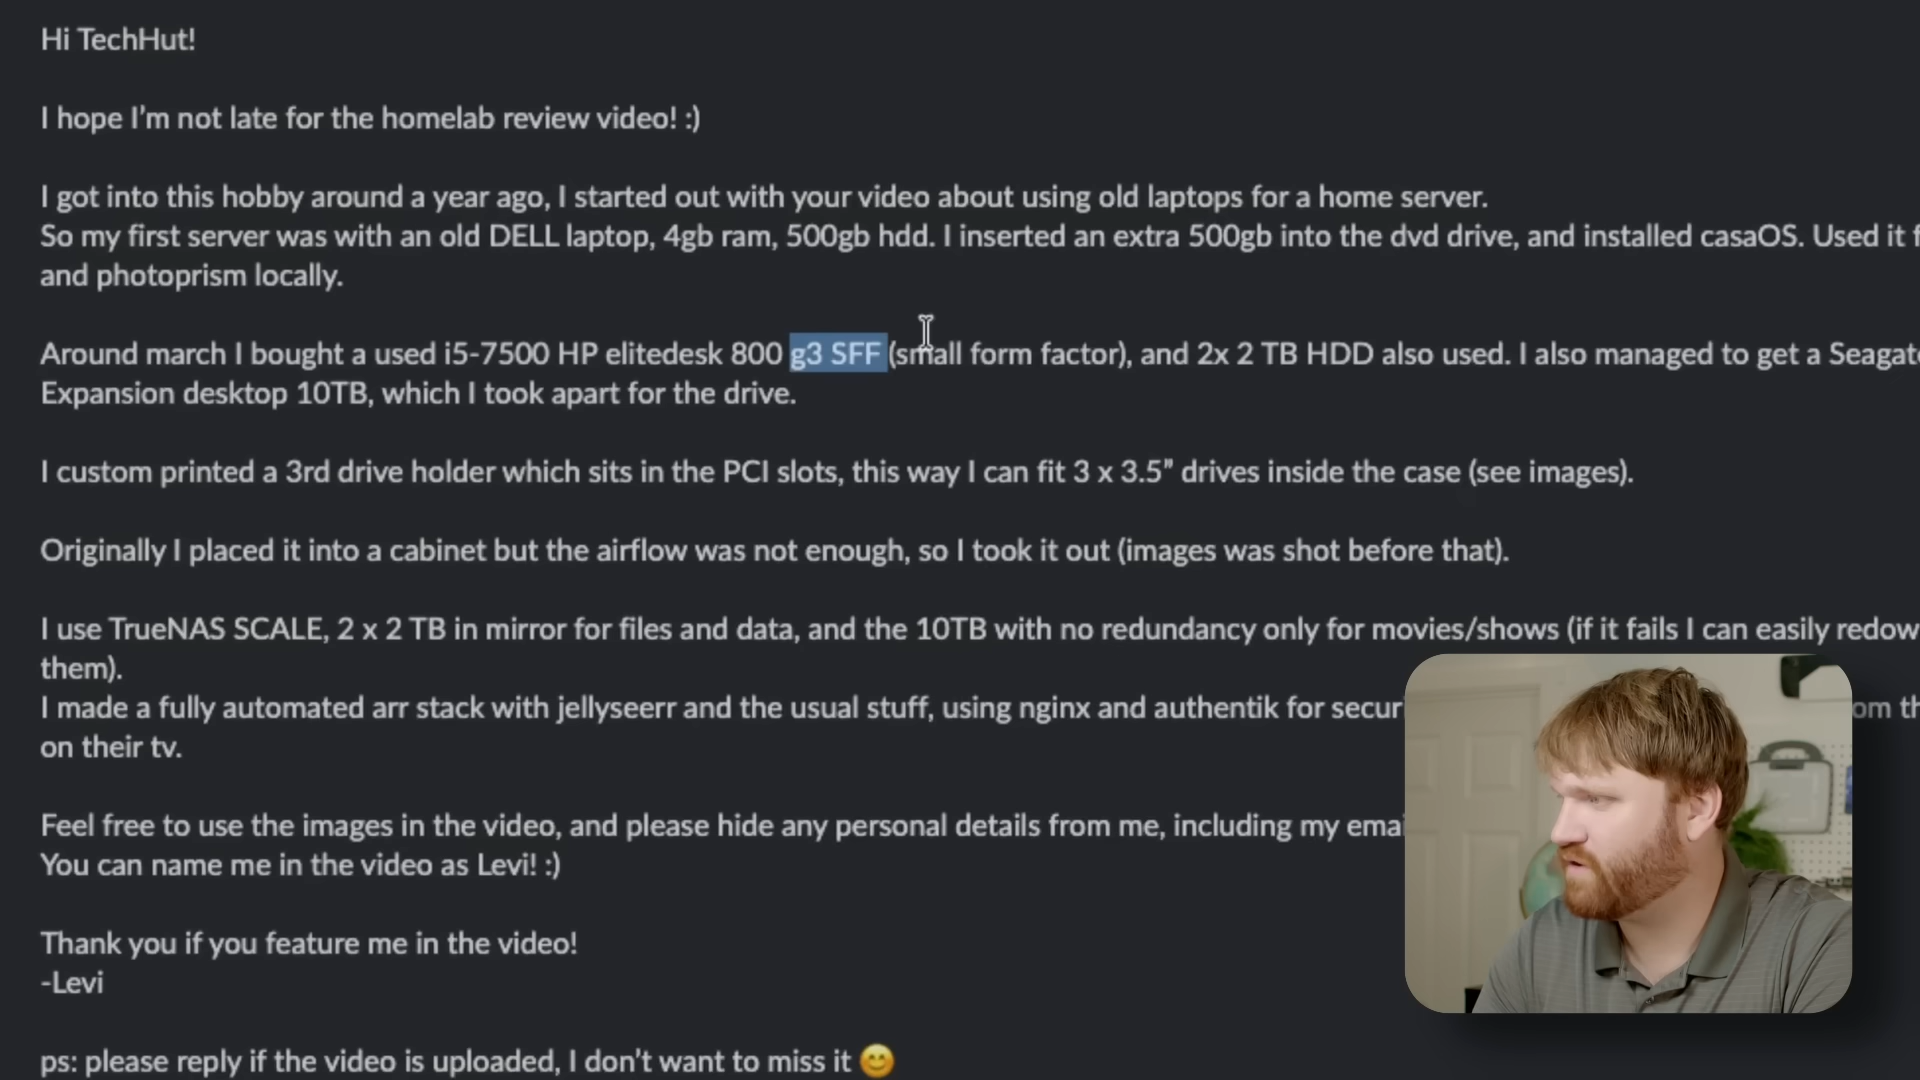 Hi TechHut!
I hope I'm not late for the homelab review video! :)
I got into this hobby around a year ago, I started out with your video about using old laptops for a home server.
So my first server was with an old DELL laptop, 4gb ram, 500gb hdd. I inserted an extra 500gb into the dvd drive, and installed casaOS. Used it
and photoprism locally.
Around march I bought a used i5-7500 HP elitedesk 800 g3 SFF (small form factor), and 2x 2 TB HDD also used. I also managed to get a
Expansion desktop 10TB, which I took apart for the drive.
I custom printed a 3rd drive holder which sits in the PCI slots, this way I can fit 3 x 3.5” drives inside the case (see images).
Originally I placed it into a cabinet but the airflow was not enough, so I took it out (images was shot before that).
I use TrueNAS SCALE, 2 x 2 TB in mirror for files and data, and the 10TB with no redundancy only for movies/shows (if it fails I can easily
them).
I made a fully automated arr stack with jellyseerr and the usual stuff, using nginx and authentik for
on their tv.
Feel free to use the images in the video, and please hide any personal details from me, including my
You can name me in the video as Levi! :)
Thank you if you feature me in the video!
-Levi
ps: please reply if the video is uploaded, I don't want to miss it 😊